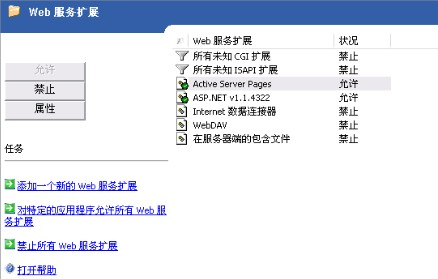 Web 服务扩展
允许
禁止
属性
任务
添加一个新的 Web 服务扩展
对特定的应用程序允许所有 Web 服
务扩展
禁止所有 Web 服务扩展
打开帮助
Web 服务扩展 状况
所有未知 CGI 扩展 禁止
所有未知 ISAPI 扩展 禁止
Active Server Pages 允许
ASP.NET v1.1.4322 允许
Internet 数据连接器 禁止
WebDAV 禁止
在服务器端的包含文件 禁止